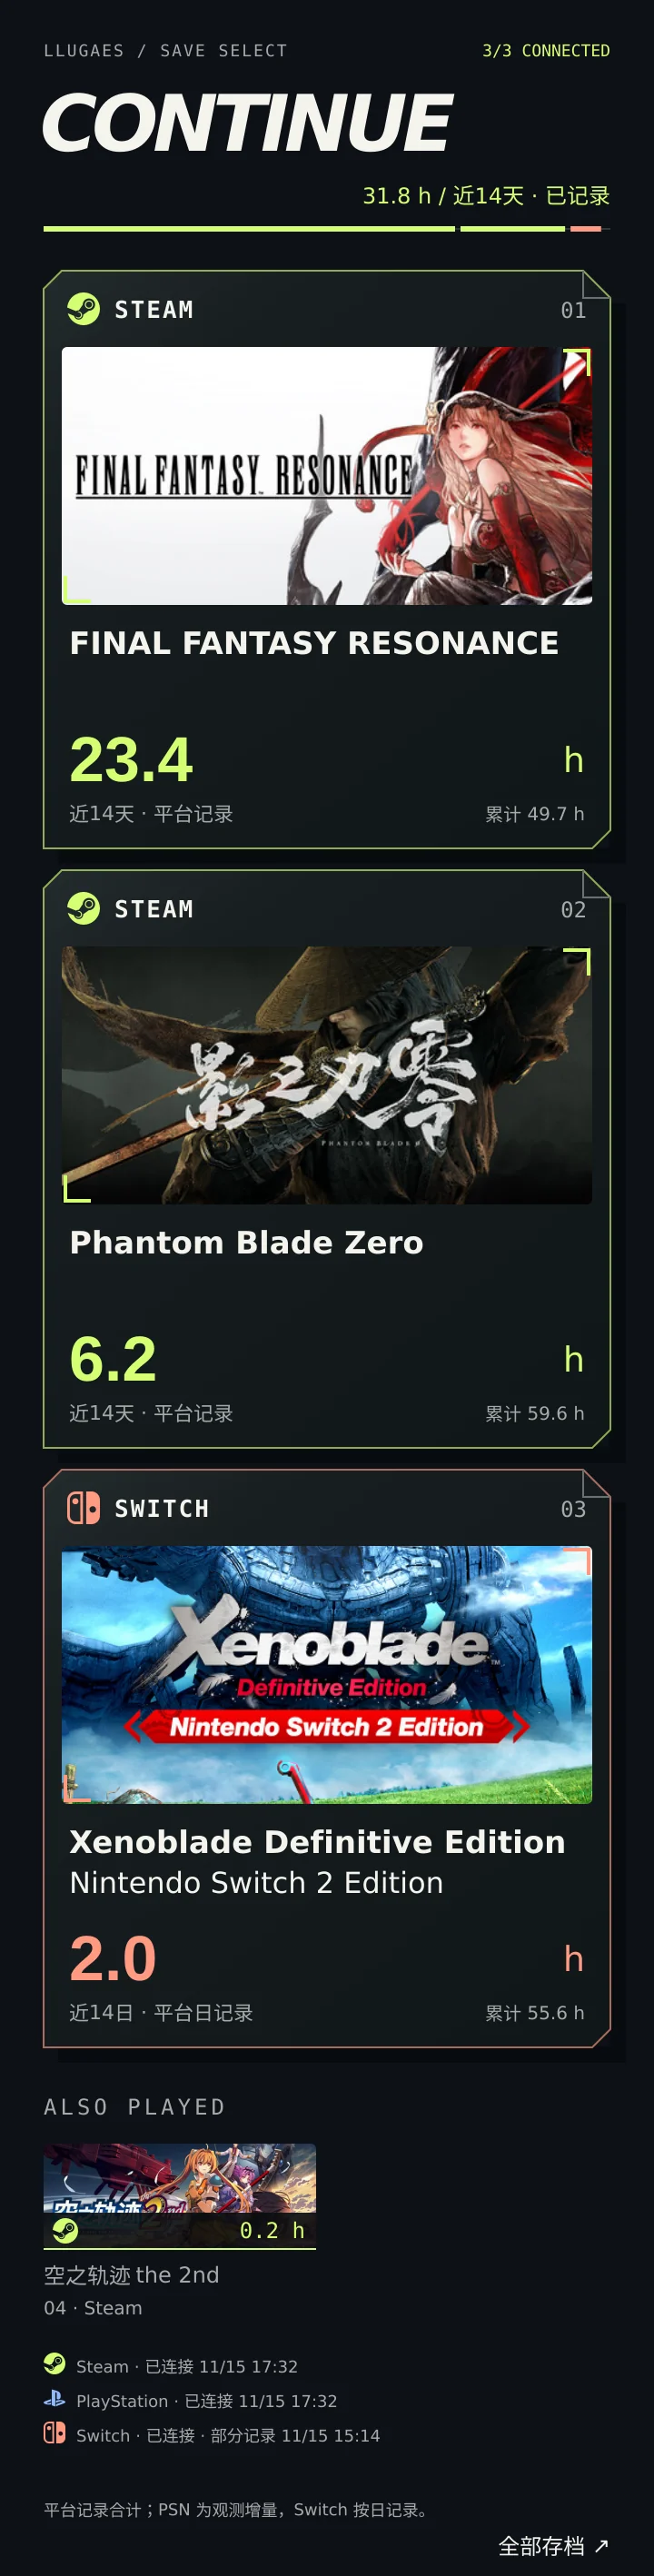 LLUGAES / SAVE SELECT
3/3 CONNECTED
CONTINUE
31.8 h / 近14天 · 已记录
STEAM
01
FINAL FANTASY RESONANCE
FINAL FANTASY RESONANCE
23.4
h
近14天 · 平台记录
累计 49.7 h
STEAM
02
影之刃零
PHANTOM BLADE 0
Phantom Blade Zero
6.2
h
近14天 · 平台记录
累计 59.6 h
SWITCH
03
Xenoblade™
Definitive Edition
Nintendo Switch 2 Edition
Xenoblade Definitive Edition
Nintendo Switch 2 Edition
2.0
h
近14日 · 平台日记录
累计 55.6 h
ALSO PLAYED
空之轨迹 2nd
0.2 h
空之轨迹 the 2nd
04 · Steam
Steam · 已连接 11/15 17:32
PlayStation · 已连接 11/15 17:32
Switch · 已连接 · 部分记录 11/15 15:14
平台记录合计；PSN 为观测增量，Switch 按日记录。
全部存档 ↗